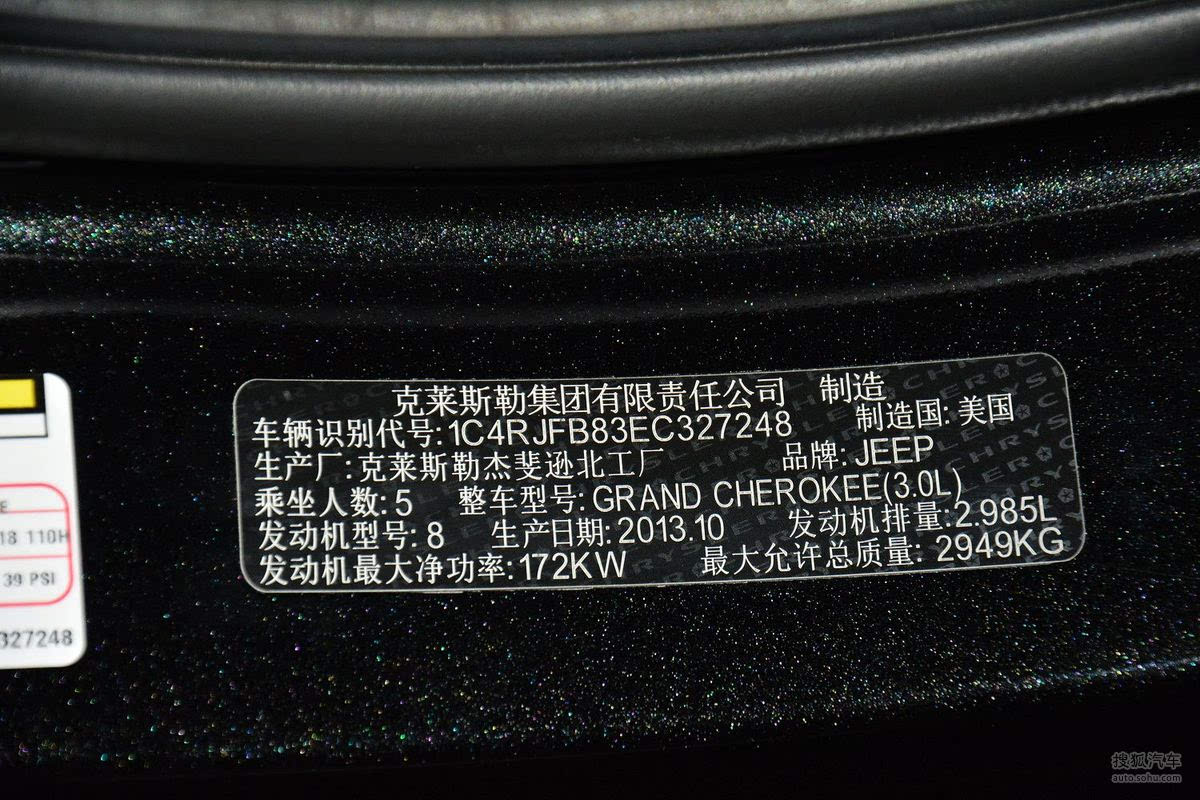 克莱斯勒集团有限责任公司 制造
车辆识别代号:1C4RJFB83EC327248 制造国:美国
生产厂:克莱斯勒杰斐逊北工厂 品牌:JEEP
乘坐人数:5 整车型号:GRAND CHEROKEE(3.0L)
发动机型号:8 生产日期:2013.10 发动机排量:2.985L
发动机最大净功率:172KW 最大允许总质量: 2949KG
E
18 110H
39 PSI
327248
搜狐汽车
auto.sohu.com